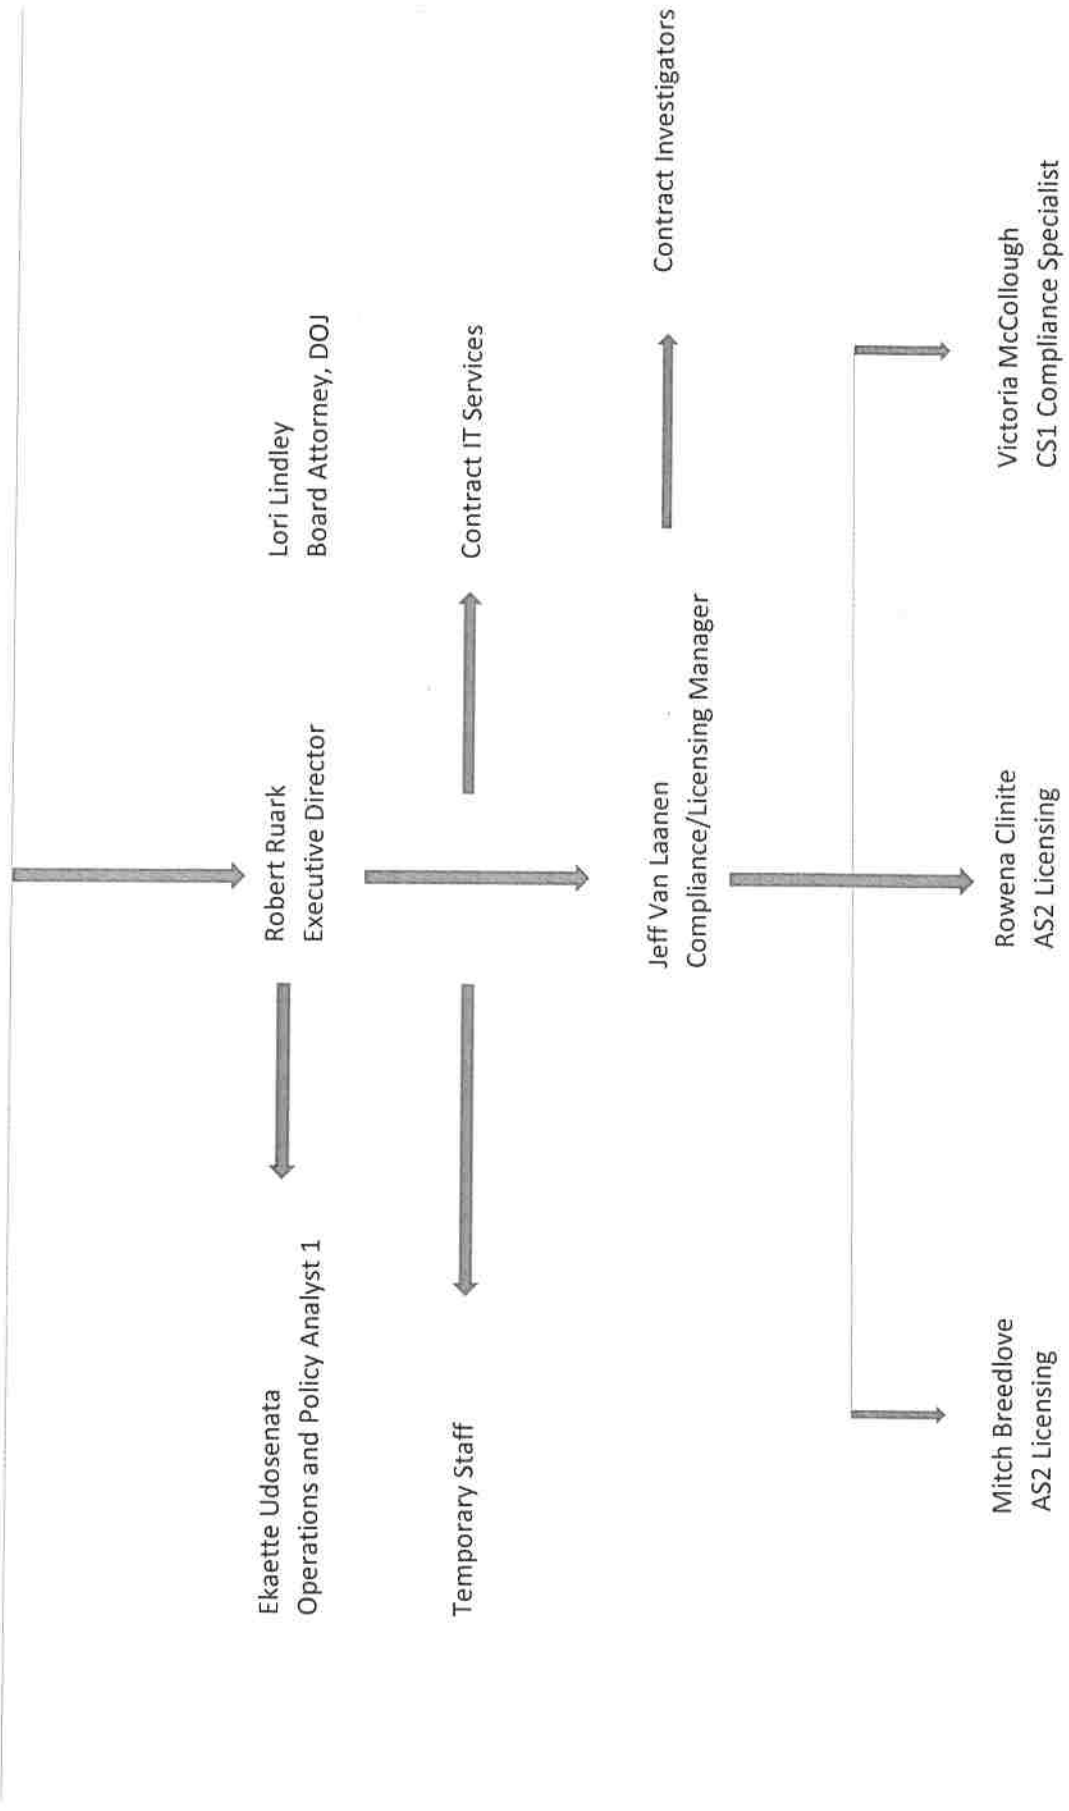 Ekaette Udosenata
Operations and Policy Analyst 1
Robert Ruark
Executive Director
Lori Lindley
Board Attorney, DOJ
Temporary Staff
Contract IT Services
Jeff Van Laanen
Compliance/Licensing Manager
Contract Investigators
Mitch Breedlove
AS2 Licensing
Rowena Clinite
AS2 Licensing
Victoria McCollough
CS1 Compliance Specialist